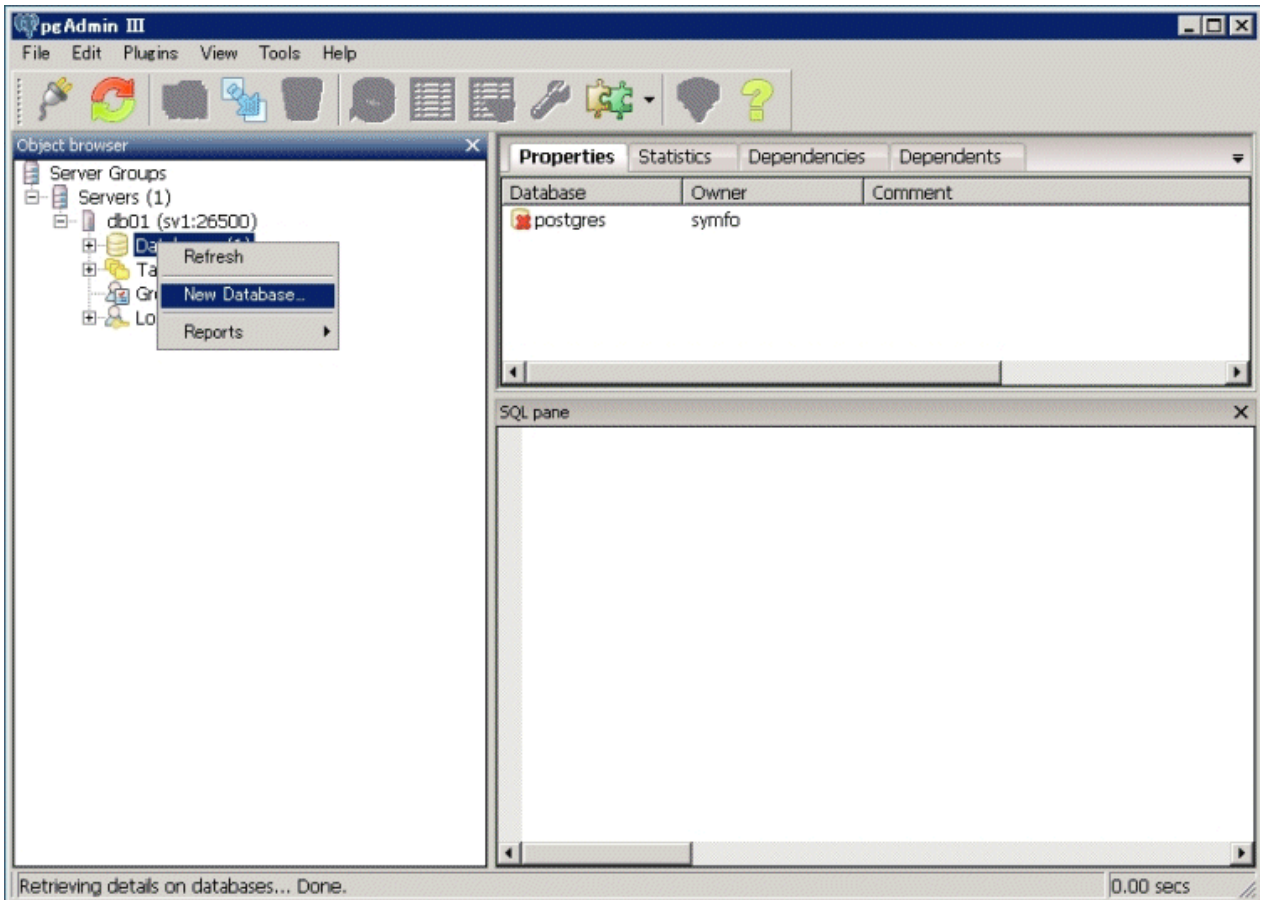 pgAdmin III
File Edit Plugins View Tools Help
Object browser
Server Groups
Servers (1)
db01 (sv1:26500)
Refresh
New Database...
Reports
Properties Statistics Dependencies Dependents
Database Owner Comment
postgres symfo
SQL pane
Retrieving details on databases... Done. 0.00 secs